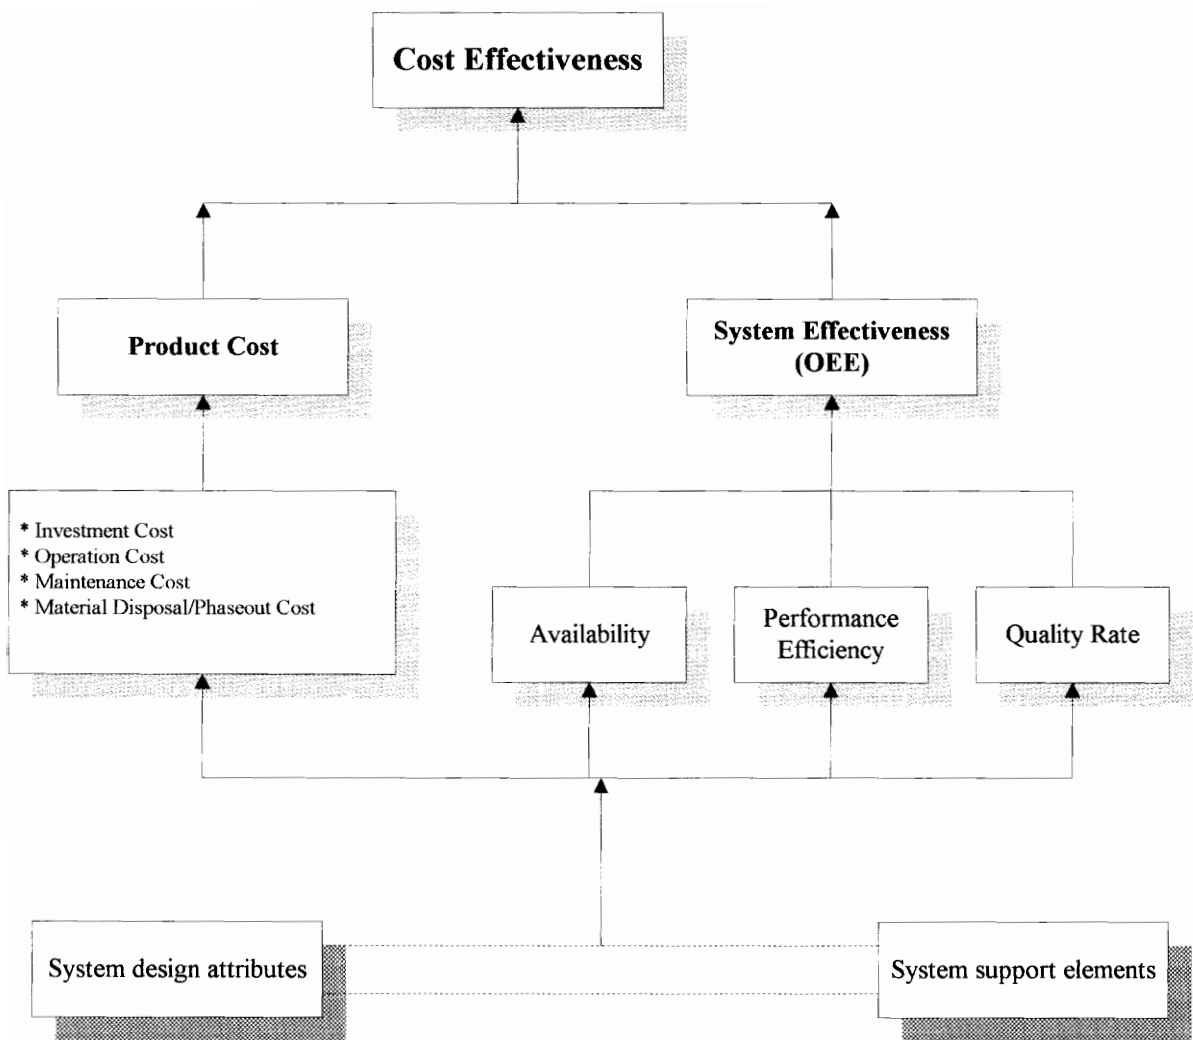 Cost Effectiveness
Product Cost
System Effectiveness
(OEE)
* Investment Cost
* Operation Cost
* Maintenance Cost
* Material Disposal/Phaseout Cost
Availability
Performance
Efficiency
Quality Rate
System design attributes
System support elements